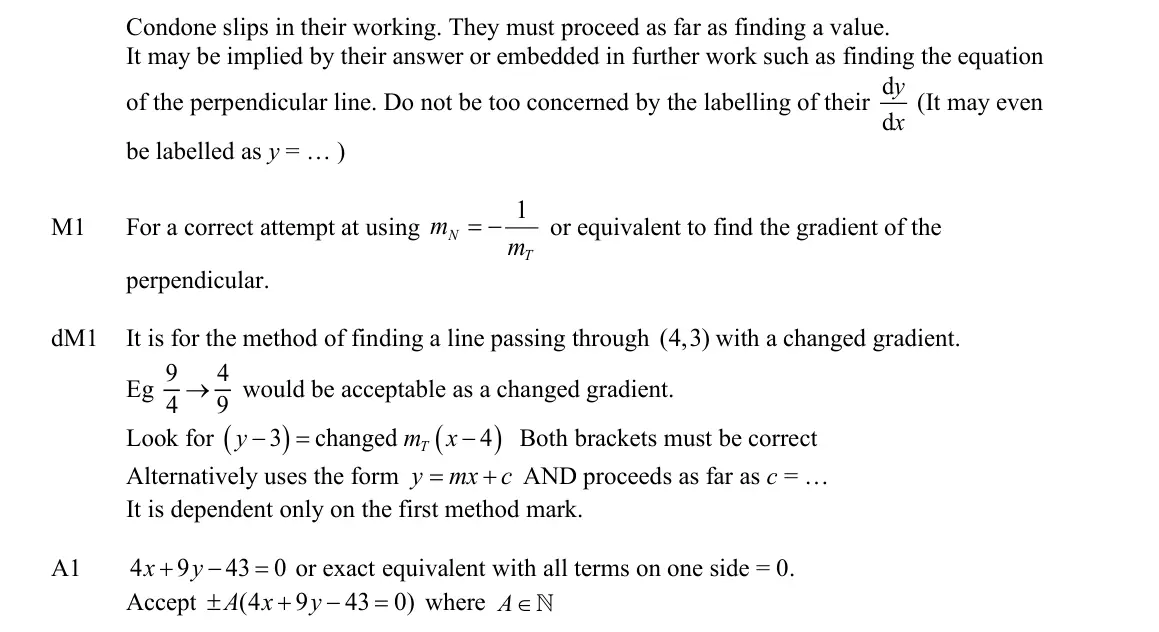 Condone slips in their working. They must proceed as far as finding a value.
It may be implied by their answer or embedded in further work such as finding the equation
of the perpendicular line. Do not be too concerned by the labelling of their dy/dx (It may even
be labelled as y = … )
M1 For a correct attempt at using m_N = −1/m_T or equivalent to find the gradient of the
perpendicular.
dM1 It is for the method of finding a line passing through (4,3) with a changed gradient.
Eg 9/4 → 4/9 would be acceptable as a changed gradient.
Look for (y−3) = changed m_T (x−4) Both brackets must be correct
Alternatively uses the form y = mx + c AND proceeds as far as c = …
It is dependent only on the first method mark.
A1 4x+9y−43=0 or exact equivalent with all terms on one side = 0.
Accept ±A(4x+9y−43=0) where A∈ℕ